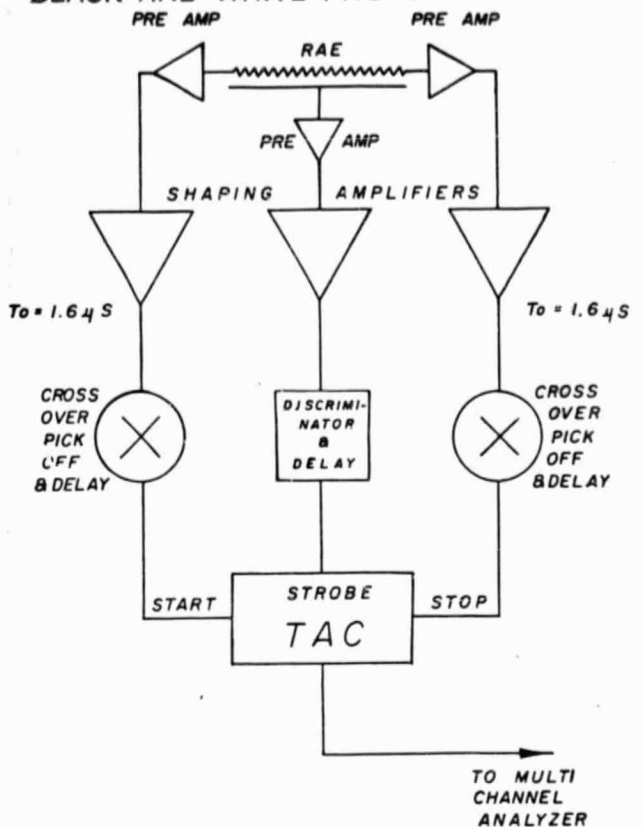 PRE AMP
PRE AMP
RAE
PRE AMP
SHAPING AMPLIFIERS
To = 1.6 μS
To = 1.6 μS
CROSS
OVER
PICK
OFF
& DELAY
DISCRIMI-
NATOR
&
DELAY
CROSS
OVER
PICK
OFF
& DELAY
START
STROBE
STOP
TAC
TO MULTI
CHANNEL
ANALYZER